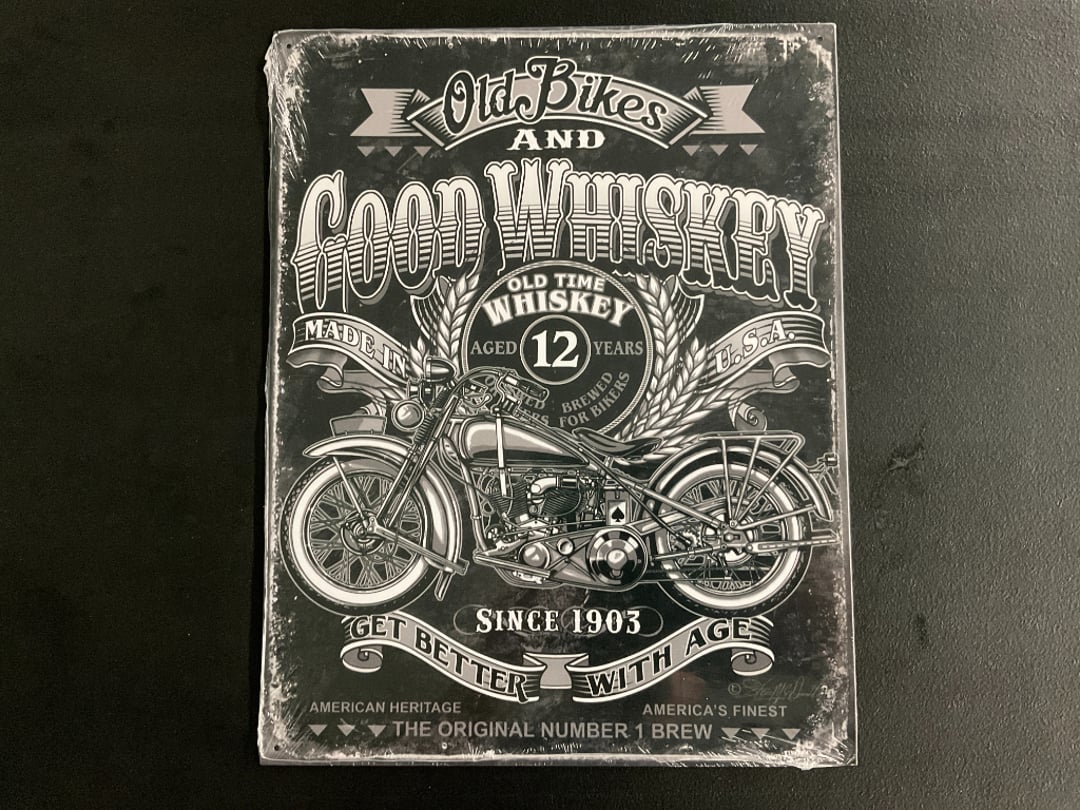 Old Bikes
AND
GOOD WHISKEY
OLD TIME
WHISKEY
AGED 12 YEARS
MADE IN U.S.A.
BREWED
FOR BIKERS
SINCE 1903
GET BETTER WITH AGE
©
AMERICAN HERITAGE AMERICA'S FINEST
THE ORIGINAL NUMBER 1 BREW